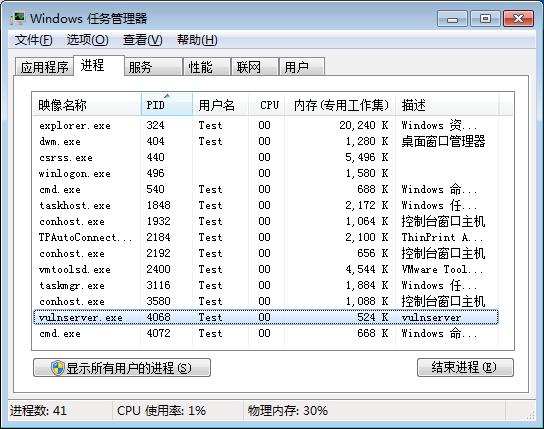 Windows 任务管理器
文件(F) 选项(O) 查看(V) 帮助(H)
应用程序 进程 服务 性能 联网 用户
映像名称 PID 用户名 CPU 内存(专用工作集) 描述
explorer.exe 324 Test 00 20,240 K Windows 资...
dwm.exe 404 Test 00 1,280 K 桌面窗口管理器
csrss.exe 440 00 5,496 K
winlogon.exe 496 00 1,580 K
cmd.exe 540 Test 00 688 K Windows 命...
taskhost.exe 1848 Test 00 2,172 K Windows 任...
conhost.exe 1932 Test 00 1,064 K 控制台窗口主机
TPAutoConnect... 2184 Test 00 2,100 K ThinPrint A...
conhost.exe 2192 Test 00 656 K 控制台窗口主机
vmtoolsd.exe 2400 Test 00 4,544 K VMware Tool...
taskmgr.exe 3116 Test 00 1,884 K Windows 任...
conhost.exe 3580 Test 00 1,088 K 控制台窗口主机
vulnserver.exe 4068 Test 00 524 K vulnserver
cmd.exe 4072 Test 00 668 K Windows 命...
显示所有用户的进程(S) 结束进程(E)
进程数: 41 CPU 使用率: 1% 物理内存: 30%